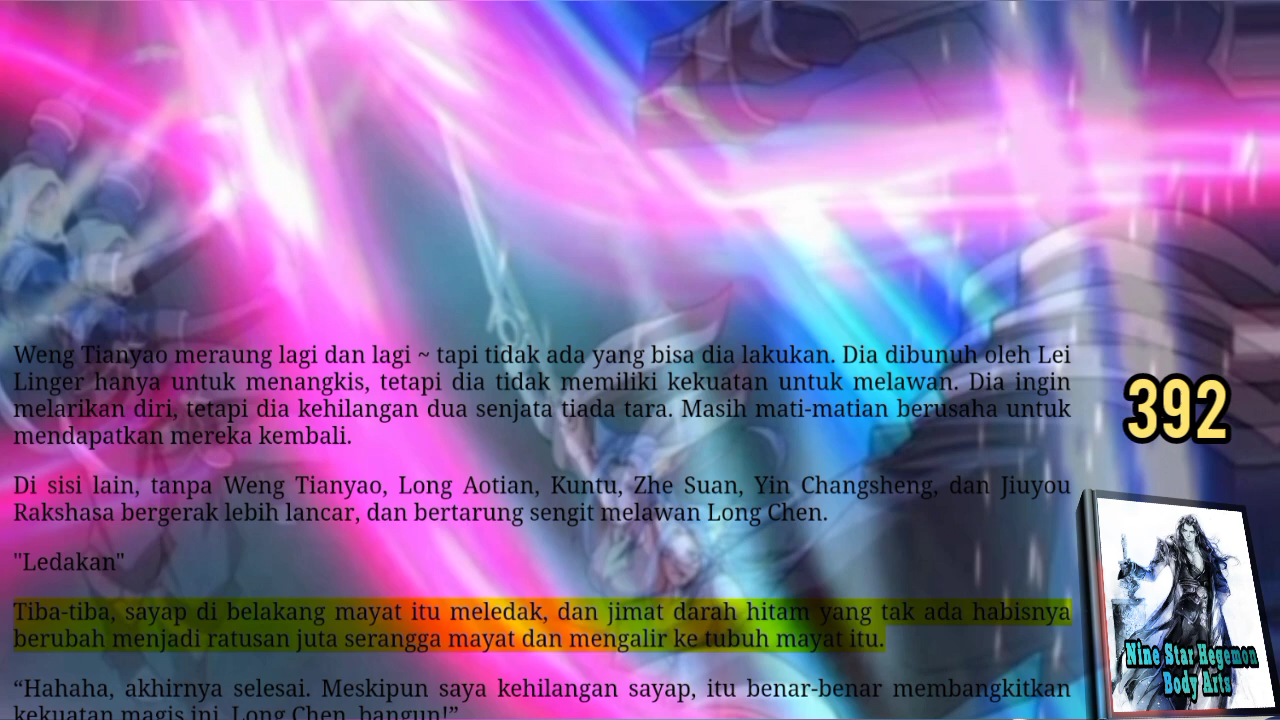 Weng Tianyao meraung lagi dan lagi ~ tapi tidak ada yang bisa dia lakukan. Dia dibunuh oleh Lei
Linger hanya untuk menangkis, tetapi dia tidak memiliki kekuatan untuk melawan. Dia ingin
melarikan diri, tetapi dia kehilangan dua senjata tiada tara. Masih mati-matian berusaha untuk
mendapatkan mereka kembali.
Di sisi lain, tanpa Weng Tianyao, Long Aotian, Kuntu, Zhe Suan, Yin Changsheng, dan Jiuyou
Rakshasa bergerak lebih lancar, dan bertarung sengit melawan Long Chen.
"Ledakan"
Tiba-tiba, sayap di belakang mayat itu meledak, dan jimat darah hitam yang tak ada habisnya
berubah menjadi ratusan juta serangga mayat dan mengalir ke tubuh mayat itu.
“Hahaha, akhirnya selesai. Meskipun saya kehilangan sayap, itu benar-benar membangkitkan
kekuatan magis ini, Long Chen, bangun!”
392
Nine Star Hegemon
Body Arts